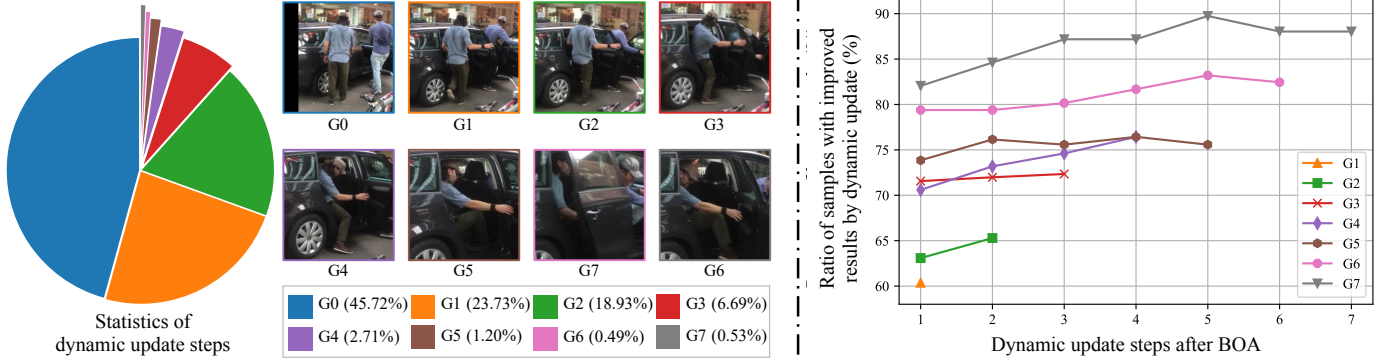 G0
G1
G2
G3
G4
G5
G7
G6
Statistics of
dynamic update steps
G0 (45.72%)
G1 (23.73%)
G2 (18.93%)
G3 (6.69%)
G4 (2.71%)
G5 (1.20%)
G6 (0.49%)
G7 (0.53%)
Ratio of samples with improved
results by dynamic update (%)
90
85
80
75
70
65
60
1
2
3
4
5
6
7
Dynamic update steps after BOA
G1
G2
G3
G4
G5
G6
G7